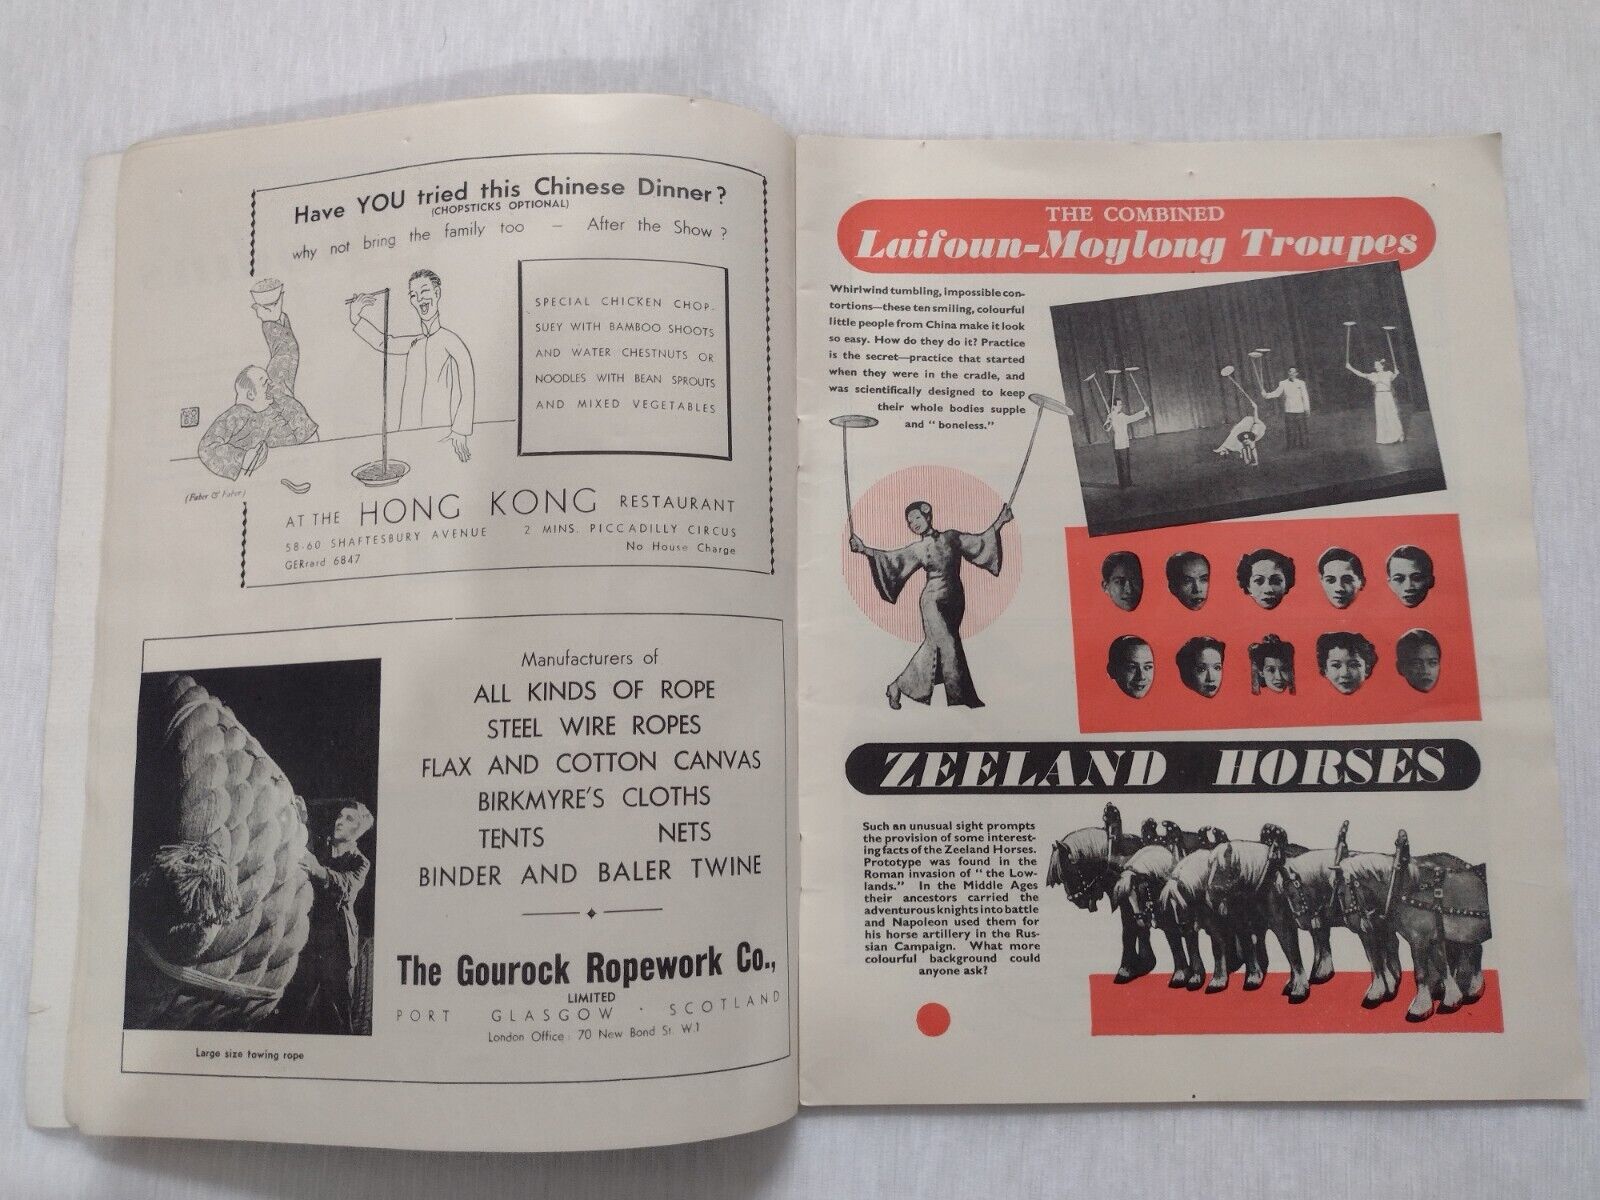 Have YOU tried this Chinese Dinner?
(CHOPSTICKS OPTIONAL)
why not bring the family too – After the Show ?
SPECIAL CHICKEN CHOP-
SUEY WITH BAMBOO SHOOTS
AND WATER CHESTNUTS OR
NOODLES WITH BEAN SPROUTS
AND MIXED VEGETABLES
(Faber & Faber)
AT THE HONG KONG RESTAURANT
58-60 SHAFTESBURY AVENUE 2 MINS. PICCADILLY CIRCUS
GERrard 6847 No House Charge
Manufacturers of
ALL KINDS OF ROPE
STEEL WIRE ROPES
FLAX AND COTTON CANVAS
BIRKMYRE'S CLOTHS
TENTS NETS
BINDER AND BALER TWINE
The Gourock Ropework Co.,
LIMITED
PORT GLASGOW · SCOTLAND
London Office : 70 New Bond St. W.1
Large size towing rope
THE COMBINED
Laifoun-Moylong Troupes
Whirlwind tumbling, impossible con-
tortions—these ten smiling, colourful
little people from China make it look
so easy. How do they do it? Practice
is the secret—practice that started
when they were in the cradle, and
was scientifically designed to keep
their whole bodies supple
and "boneless."
ZEELAND HORSES
Such an unusual sight prompts
the provision of some interest-
ing facts of the Zeeland Horses.
Prototype was found in the
Roman invasion of "the Low-
lands." In the Middle Ages
their ancestors carried the
adventurous knights into battle
and Napoleon used them for
his horse artillery in the Rus-
sian Campaign. What more
colourful background could
anyone ask?